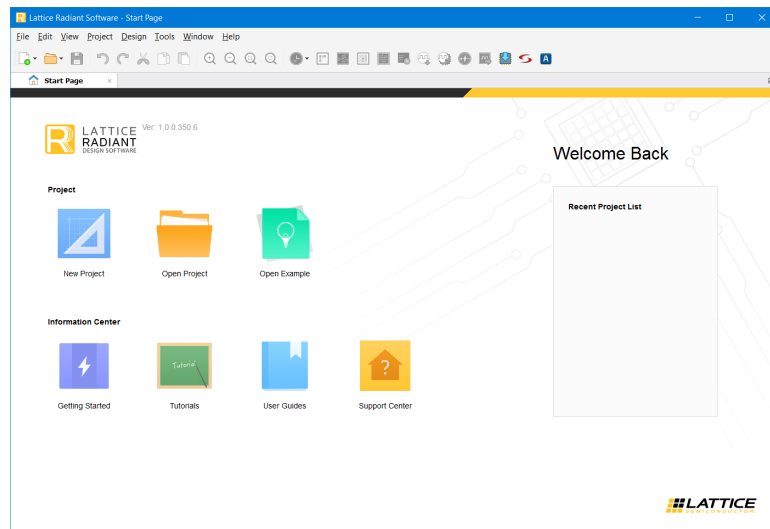 Lattice Radiant Software - Start Page
File Edit View Project Design Tools Window Help
Start Page
LATTICE
RADIANT
DESIGN SOFTWARE
Ver: 1.0.0.350.6
Welcome Back
Project
Recent Project List
New Project
Open Project
Open Example
Information Center
Tutorial
?
Getting Started
Tutorials
User Guides
Support Center
LATTICE
SEMICONDUCTOR